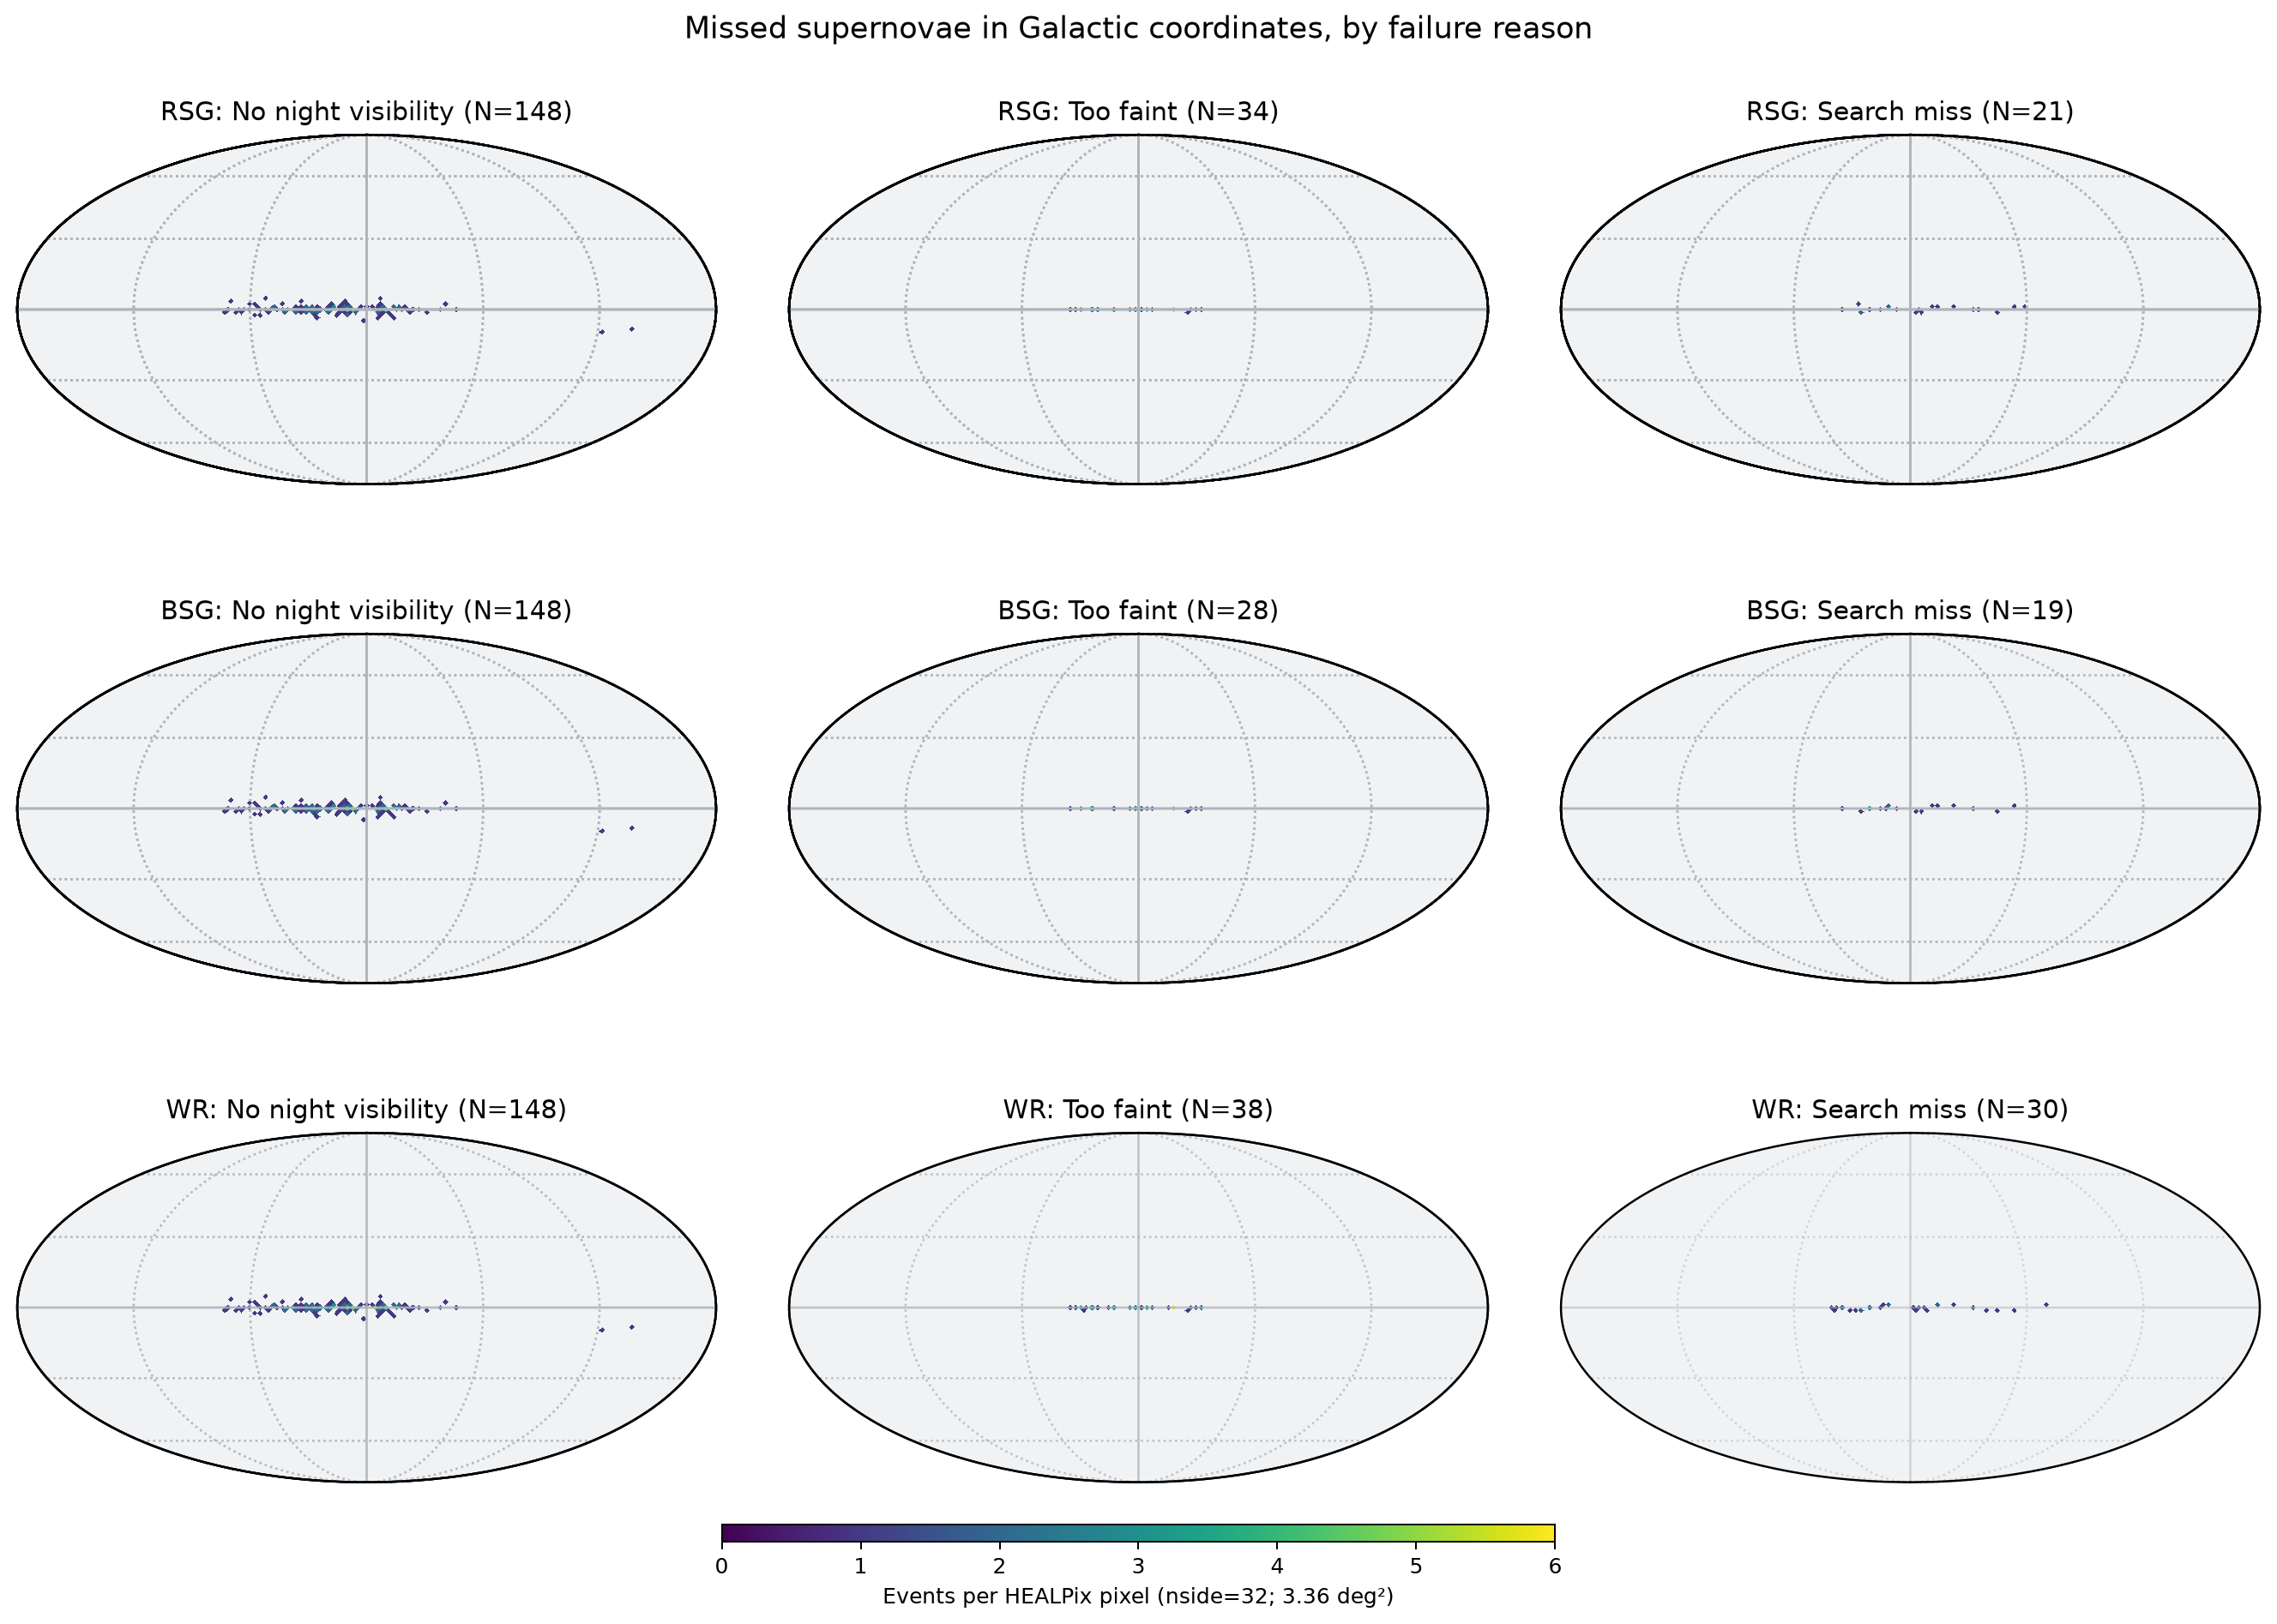 Missed supernovae in Galactic coordinates, by failure reason
RSG: No night visibility (N=148)
RSG: Too faint (N=34)
RSG: Search miss (N=21)
BSG: No night visibility (N=148)
BSG: Too faint (N=28)
BSG: Search miss (N=19)
WR: No night visibility (N=148)
WR: Too faint (N=38)
WR: Search miss (N=30)
0 1 2 3 4 5 6
Events per HEALPix pixel (nside=32; 3.36 deg²)